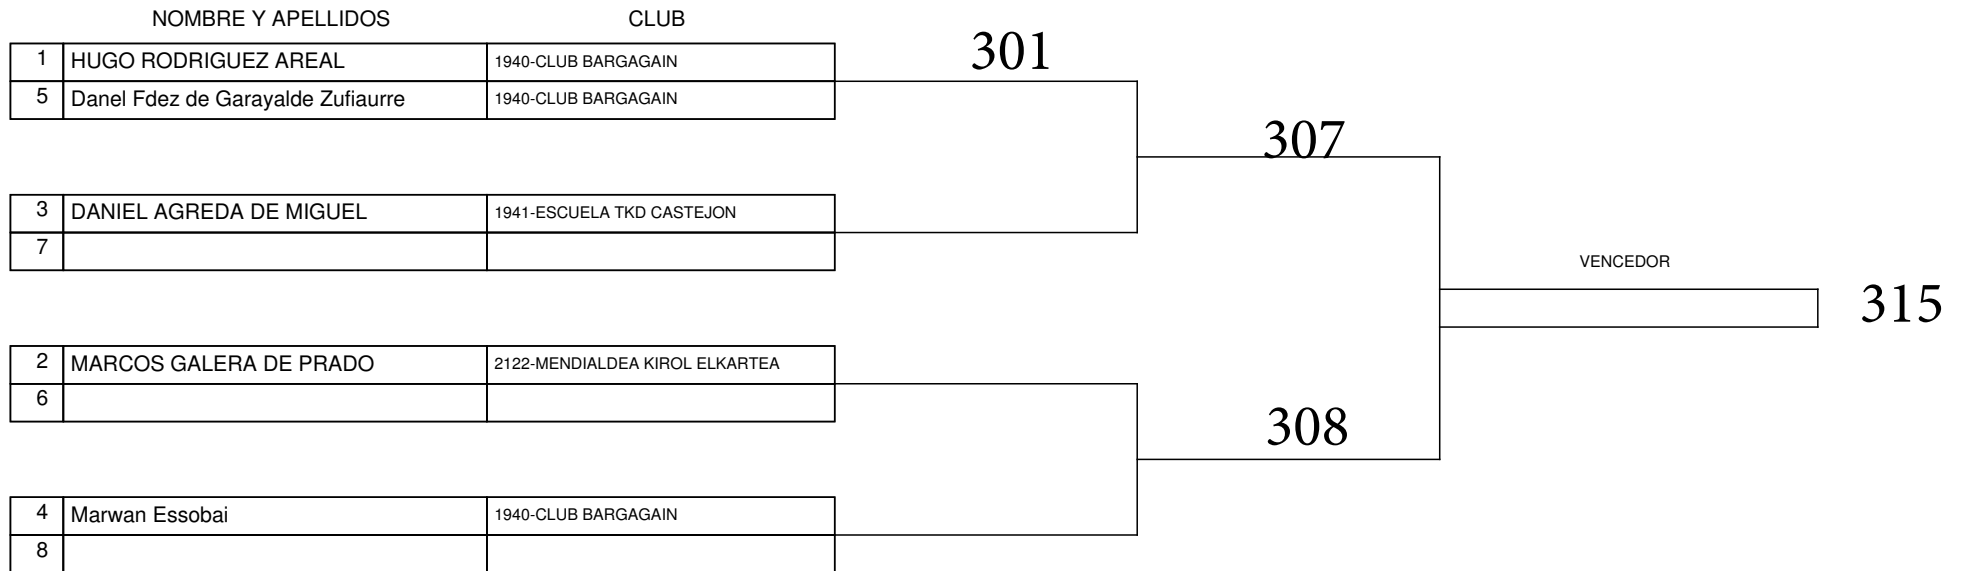 NOMBRE Y APELLIDOS CLUB
1 HUGO RODRIGUEZ AREAL 1940-CLUB BARGAGAIN 301
5 Danel Fdez de Garayalde Zufiaurre 1940-CLUB BARGAGAIN
307
3 DANIEL AGREDA DE MIGUEL 1941-ESCUELA TKD CASTEJON
7
VENCEDOR
315
2 MARCOS GALERA DE PRADO 2122-MENDIALDEA KIROL ELKARTEA
6
308
4 Marwan Essobai 1940-CLUB BARGAGAIN
8